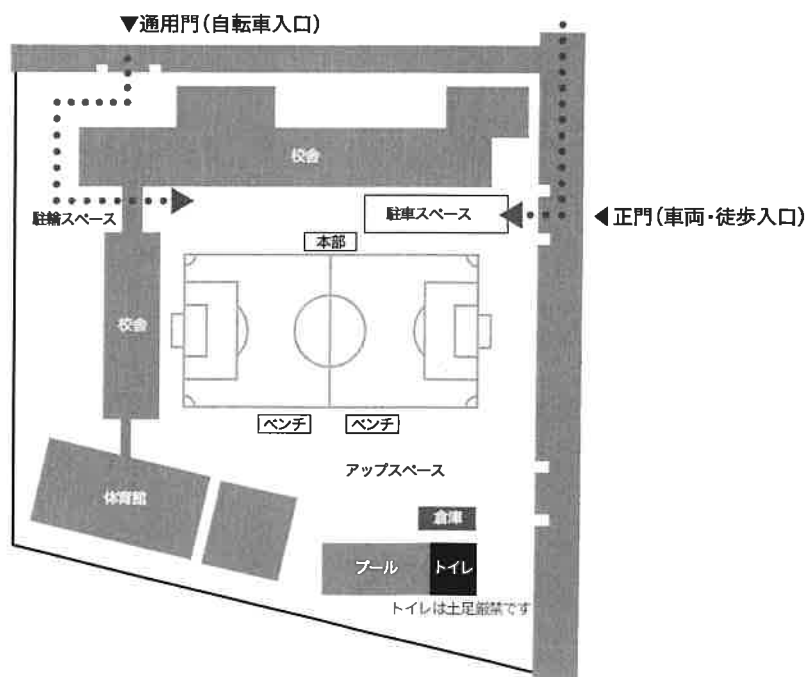 ▼通用門(自転車入口)
校舎
駐輪スペース
駐車スペース
◀正門(車両・徒歩入口)
本部
校舎
ベンチ
ベンチ
アップスペース
体育館
倉庫
プール
トイレ
トイレは土足厳禁です